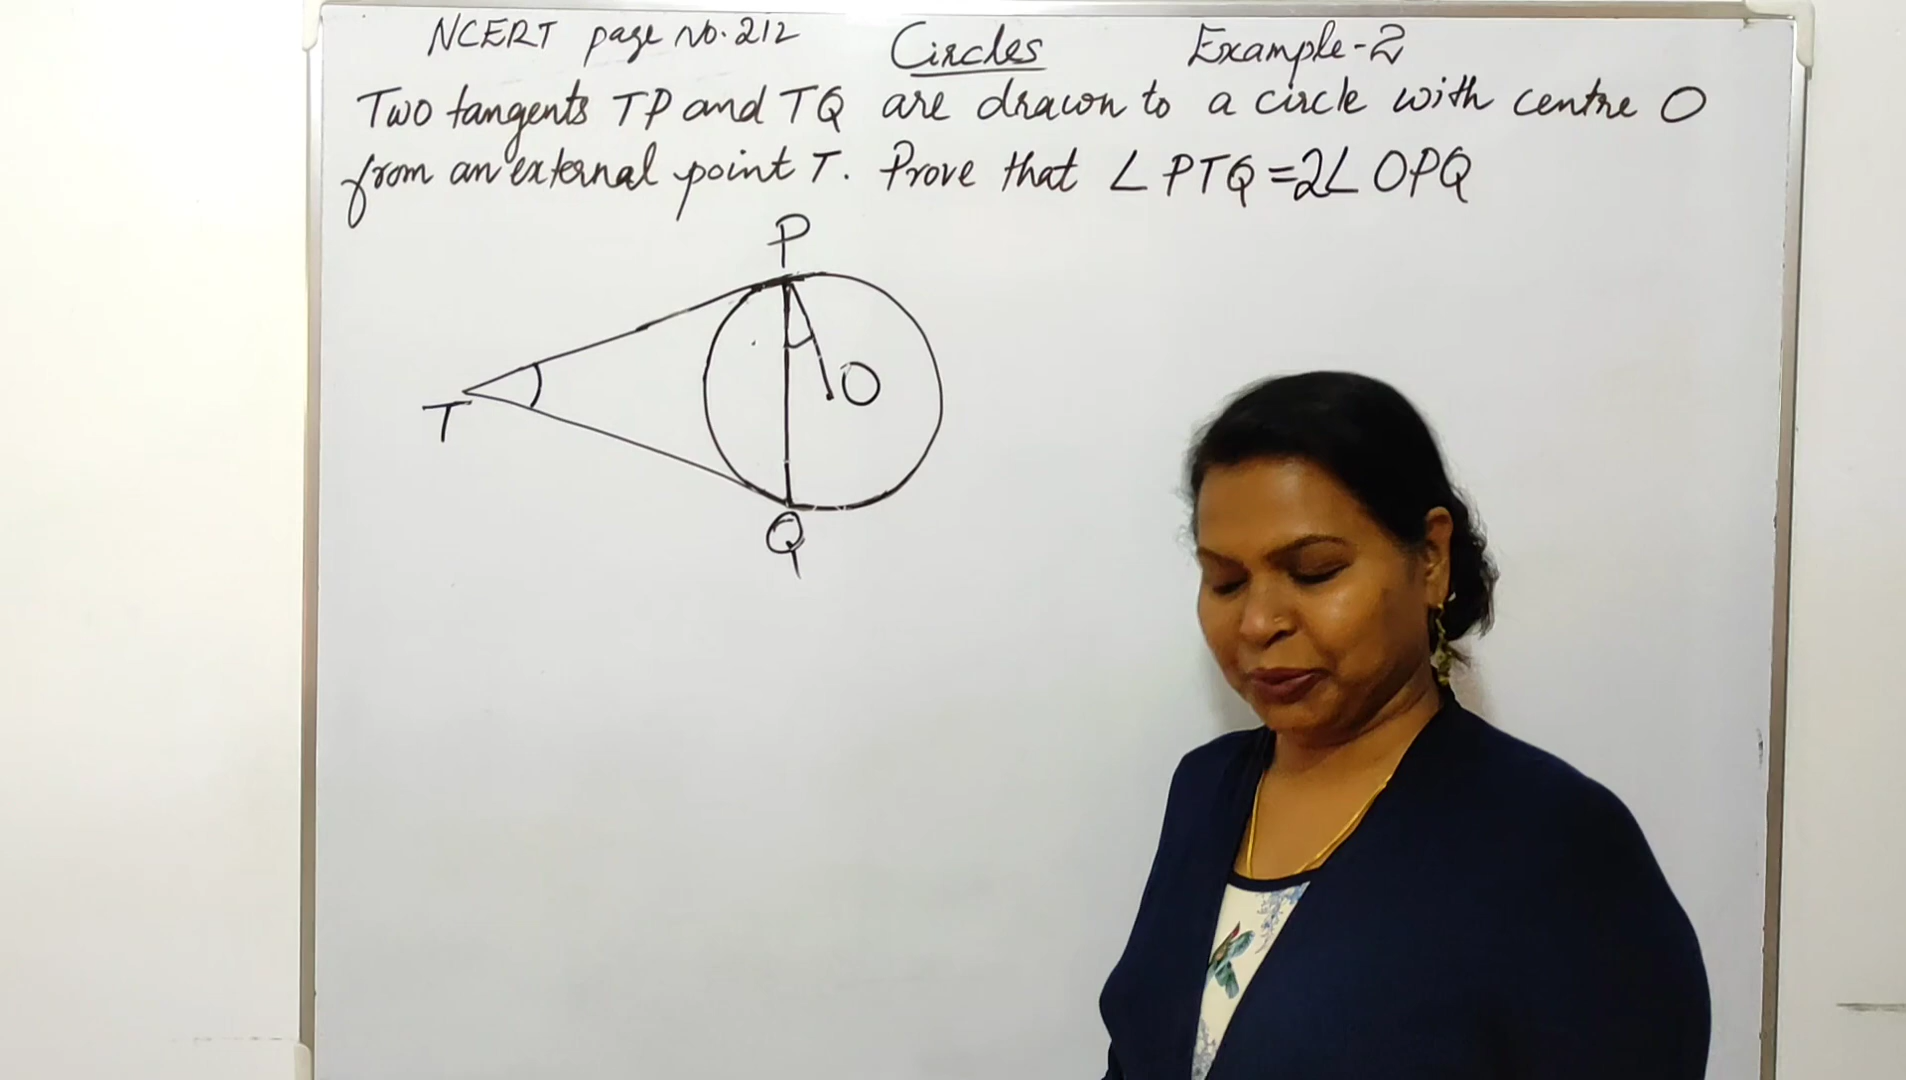 NCERT page No. 212 Circles Example-2
Two tangents TP and TQ are drawn to a circle with centre O
from an external point T. Prove that ∠PTQ=2∠OPQ
P
O
T
Q